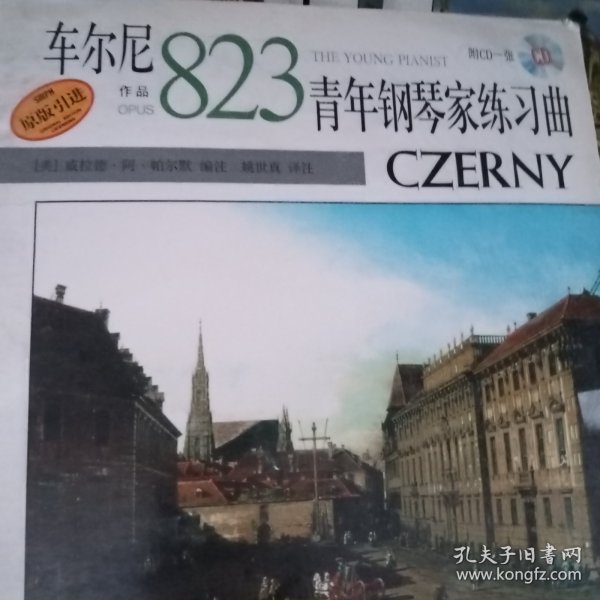 车尔尼
作品
OPUS
823
THE YOUNG PIANIST
附CD一张
CD
青年钢琴家练习曲
SMPH
原版引进
CZERNY
[美] 威拉德·阿·帕尔默 编注 姚世真 译注
孔夫子旧书网
www.kongfz.com